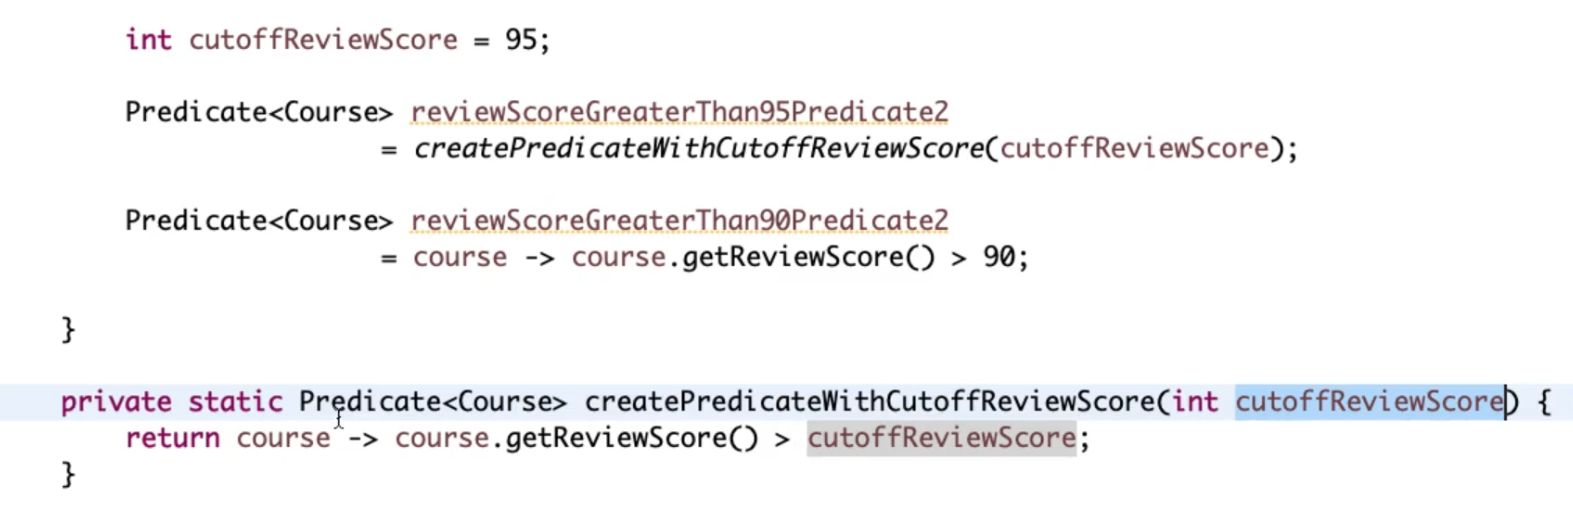 int cutoffReviewScore = 95;
Predicate<Course> reviewScoreGreaterThan95Predicate2
= createPredicateWithCutoffReviewScore(cutoffReviewScore);
Predicate<Course> reviewScoreGreaterThan90Predicate2
= course -> course.getReviewScore() > 90;
}
private static Predicate<Course> createPredicateWithCutoffReviewScore(int cutoffReviewScore) {
return course -> course.getReviewScore() > cutoffReviewScore;
}